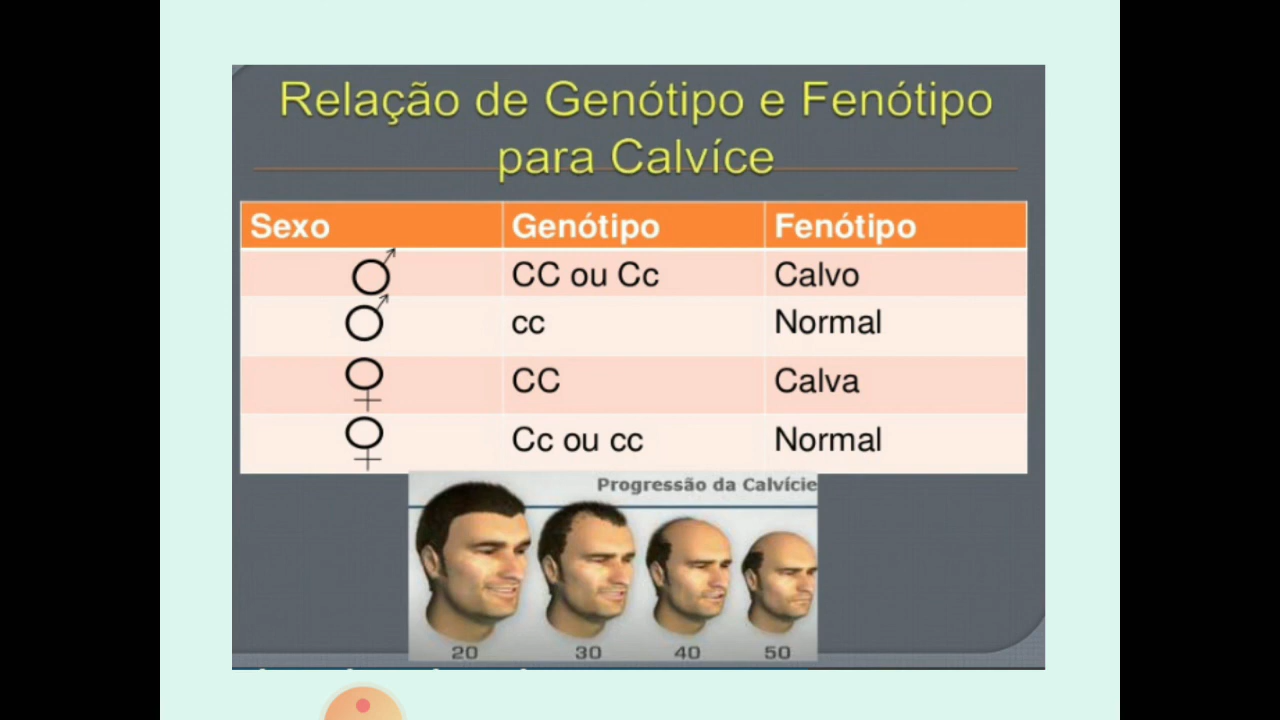 Relação de Genótipo e Fenótipo
para Calvíce
Sexo Genótipo Fenótipo
CC ou Cc Calvo
cc Normal
CC Calva
Cc ou cc Normal
Progressão da Calvície
20 30 40 50